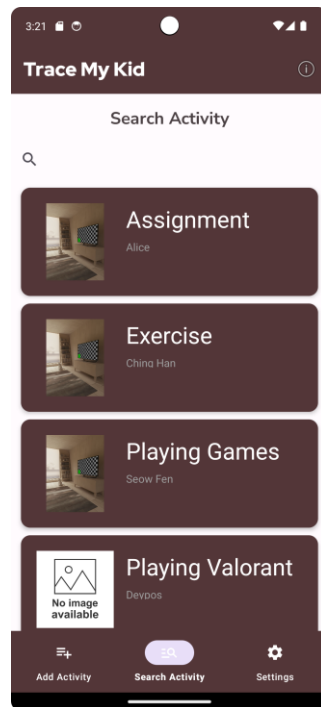 3:21
Trace My Kid
Search Activity
Assignment
Alice
Exercise
Ching Han
Playing Games
Seow Fen
Playing Valorant
Deypos
No image
available
Add Activity
Search Activity
Settings